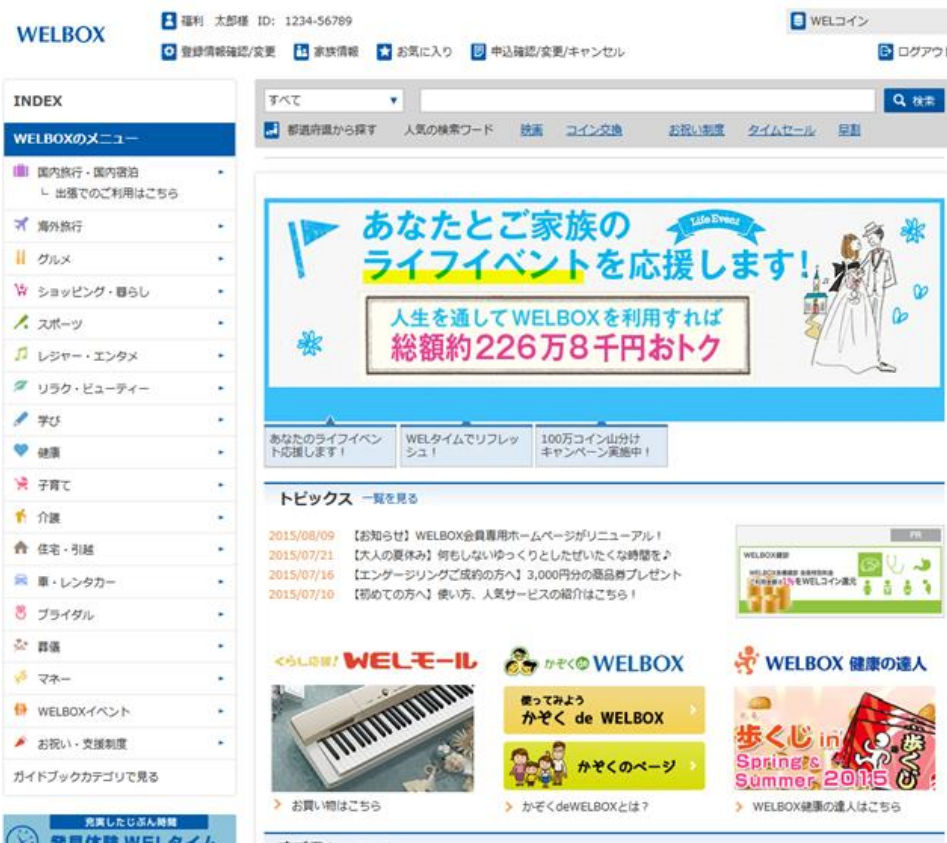 WELBOX
福利 太郎様 ID: 1234-56789
WELコイン
登録情報確認/変更 家族情報 お気に入り 申込確認/変更/キャンセル
ログアウ
INDEX
WELBOXのメニュー
国内旅行・国内宿泊
└ 出張でのご利用はこちら
海外旅行
グルメ
ショッピング・暮らし
スポーツ
レジャー・エンタメ
リラク・ビューティー
学び
健康
子育て
介護
住宅・引越
車・レンタカー
ブライダル
葬儀
マネー
WELBOXイベント
お祝い・支援制度
ガイドブックカテゴリで見る
充実したじぶん時間
発見体験 WELタイム
すべて
検索
都道府県から探す 人気の検索ワード 映画 コイン交換 お祝い制度 タイムセール 早割
あなたとご家族の
Life Event
ライフイベントを応援します!
人生を通してWELBOXを利用すれば
総額約226万8千円おトク
あなたのライフイベン
ト応援します!
WELタイムでリフレッ
シュ!
100万コイン山分け
キャンペーン実施中!
トピックス 一覧を見る
2015/08/09 【お知らせ】WELBOX会員専用ホームページがリニューアル!
2015/07/21 【大人の夏休み】何もしないゆっくりとしたぜいたくな時間を♪
2015/07/16 【エンゲージリングご成約の方へ】3,000円分の商品券プレゼント
2015/07/10 【初めての方へ】使い方、人気サービスの紹介はこちら!
PR
WELBOX健診
1%をWELコイン還元
くらし応援! WELモール
お買い物はこちら
かぞくde WELBOX
使ってみよう
かぞく de WELBOX
かぞくのページ
かぞくdeWELBOXとは?
WELBOX 健康の達人
歩くじ in
Spring &
Summer 2015
歩くじ
WELBOX健康の達人はこちら